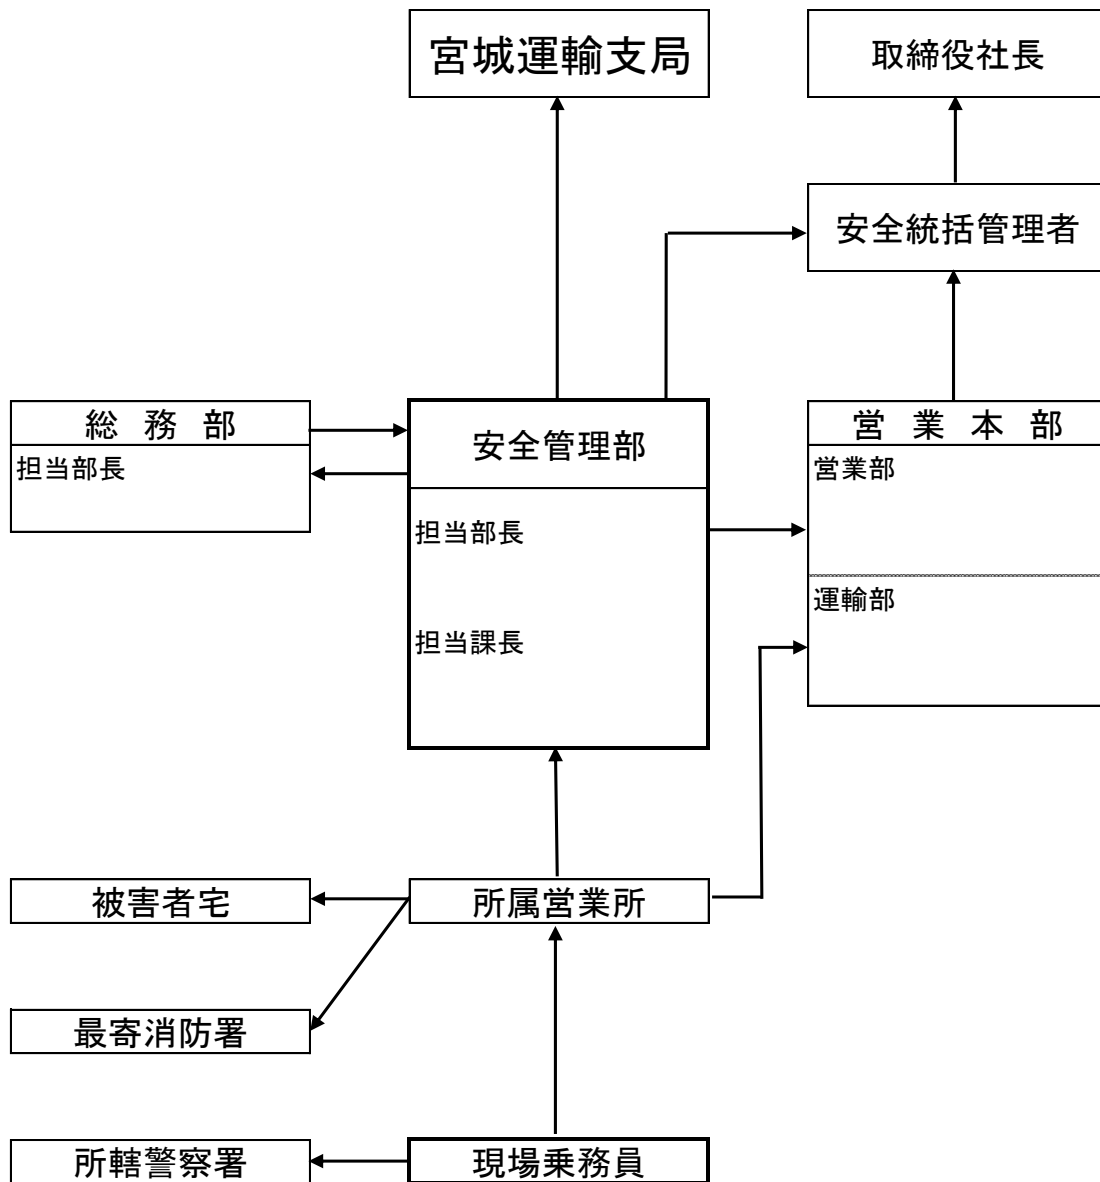 宮城運輸支局
取締役社長
安全統括管理者
総 務 部
担当部長
安全管理部
担当部長
担当課長
営 業 本 部
営業部
運輸部
被害者宅
所属営業所
最寄消防署
所轄警察署
現場乗務員